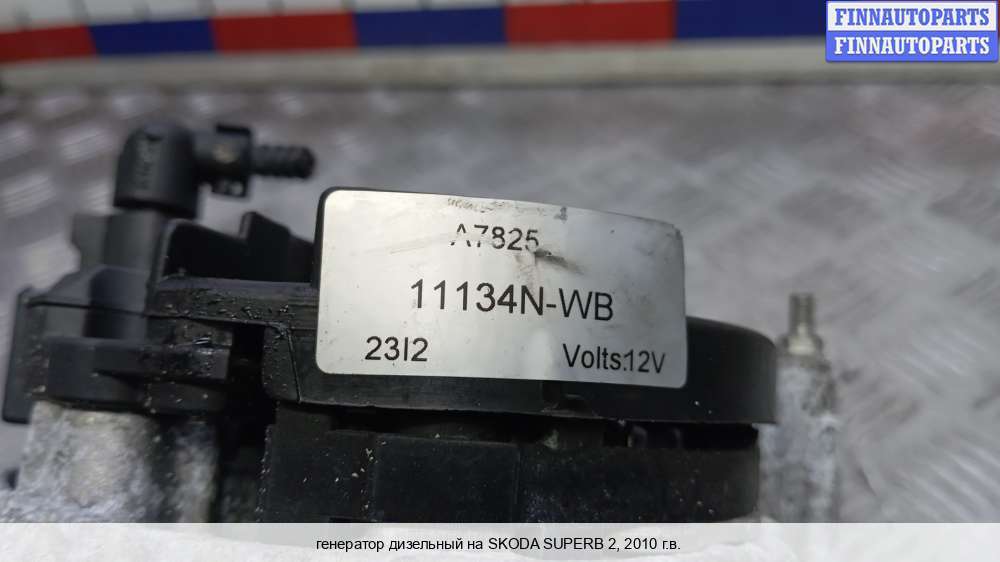 FINNAUTOPARTS
FINNAUTOPARTS
A7825
11134N-WB
23I2
Volts:12V
генератор дизельный на SKODA SUPERB 2, 2010 г.в.